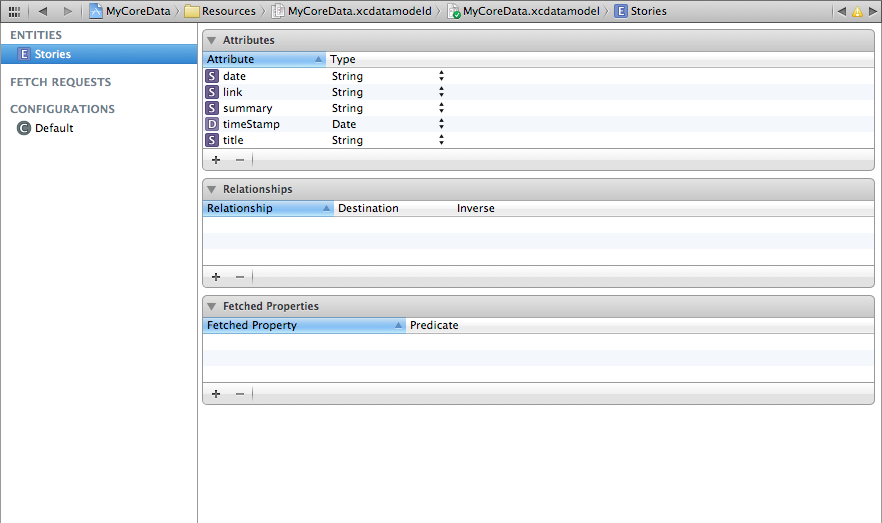 MyCoreData Resources MyCoreData.xcdatamodeld MyCoreData.xcdatamodel E Stories
ENTITIES
E Stories
FETCH REQUESTS
CONFIGURATIONS
C Default
Attributes
Attribute Type
S date String
S link String
S summary String
D timeStamp Date
S title String
Relationships
Relationship Destination Inverse
Fetched Properties
Fetched Property Predicate